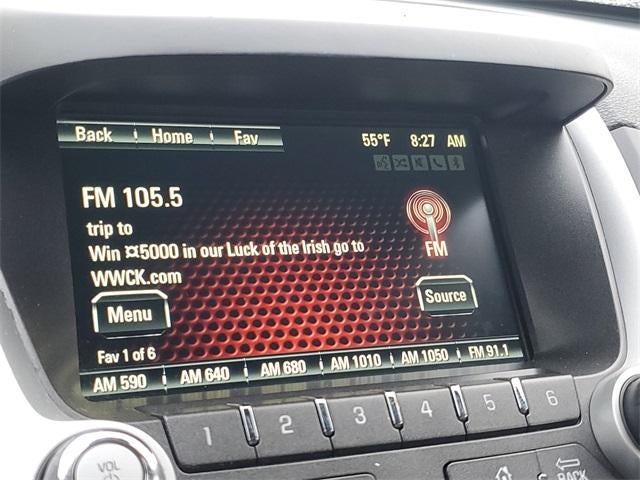 Back Home Fav 55°F 8:27 AM
FM 105.5
trip to
Win ¤5000 in our Luck of the Irish go to
WWCK.com
FM
Menu Source
Fav 1 of 6
AM 590 AM 640 AM 680 AM 1010 AM 1050 FM 91.1
1 2 3 4 5 6
VOL
BACK